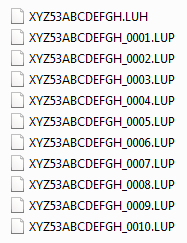 XYZ53ABCDEFGH.LUH
XYZ53ABCDEFGH_0001.LUP
XYZ53ABCDEFGH_0002.LUP
XYZ53ABCDEFGH_0003.LUP
XYZ53ABCDEFGH_0004.LUP
XYZ53ABCDEFGH_0005.LUP
XYZ53ABCDEFGH_0006.LUP
XYZ53ABCDEFGH_0007.LUP
XYZ53ABCDEFGH_0008.LUP
XYZ53ABCDEFGH_0009.LUP
XYZ53ABCDEFGH_0010.LUP